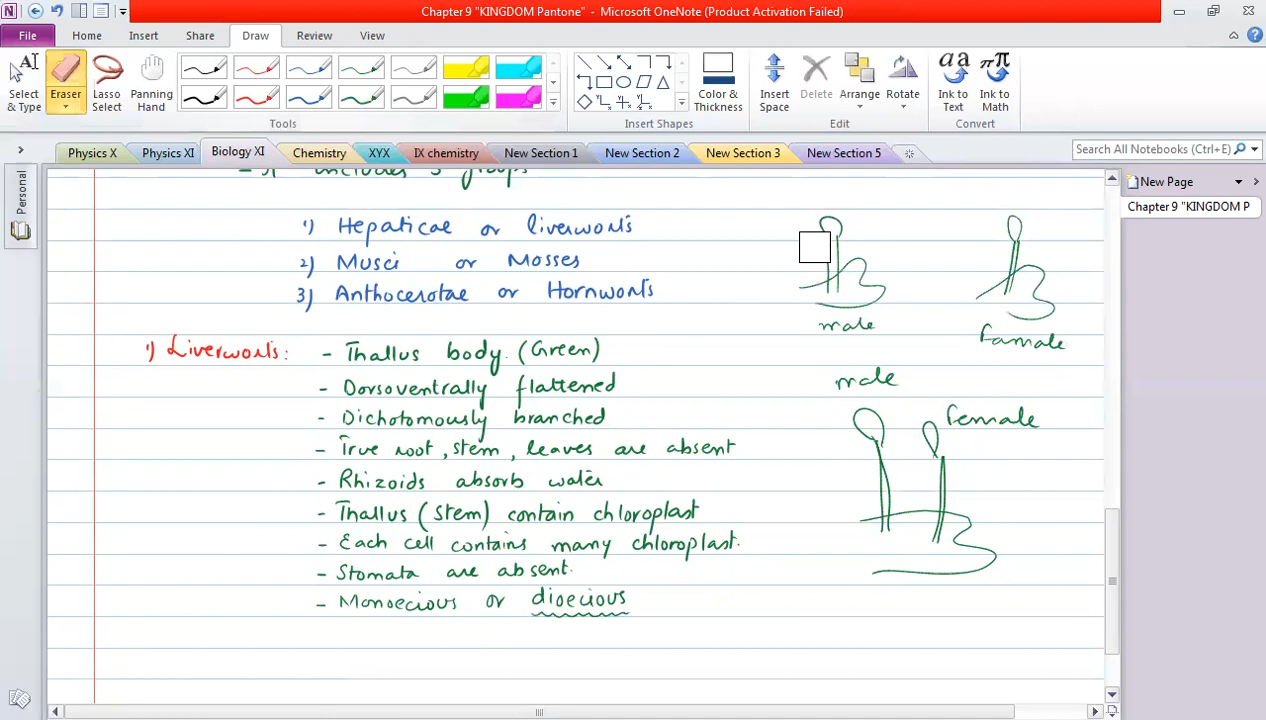 Chapter 9 "KINGDOM Pantone" - Microsoft OneNote (Product Activation Failed)
File Home Insert Share Draw Review View
Select & Type
Eraser
Lasso Select
Panning Hand
Color & Thickness
Insert Space
Delete
Arrange
Rotate
Ink to Text
Ink to Math
Tools Insert Shapes Edit Convert
Physics X Physics XI Biology XI Chemistry XYX IX chemistry New Section 1 New Section 2 New Section 3 New Section 5
Search All Notebooks (Ctrl+E)
Personal
New Page
Chapter 9 "KINGDOM P
- It includes 3 groups
1) Hepaticae or liverworts
2) Musci or Mosses
3) Anthocerotae or Hornworts
male
Famale
1) Liverworts: - Thallus body. (Green)
- Dorsoventrally flattened
- Dichotomously branched
- True root, stem, leaves are absent
- Rhizoids absorb water
- Thallus (stem) contain chloroplast
- Each cell contains many chloroplast.
- Stomata are absent.
- Monoecious or dioecious
male
Female